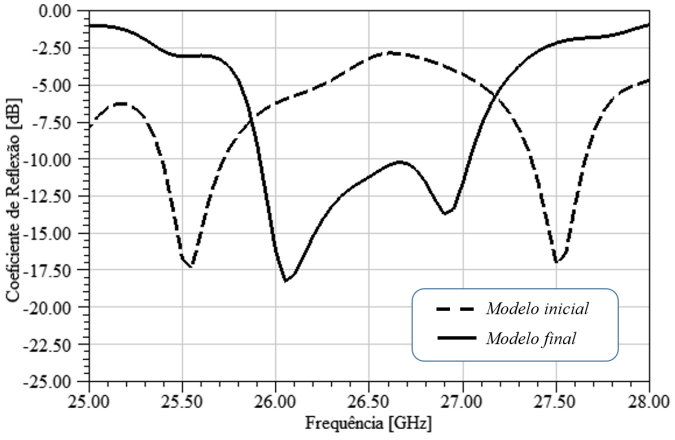 0.00
-2.50
-5.00
-7.50
-10.00
-12.50
-15.00
-17.50
-20.00
-22.50
-25.00
Coeficiente de Reflexão [dB]
Modelo inicial
Modelo final
25.00 25.50 26.00 26.50 27.00 27.50 28.00
Frequência [GHz]